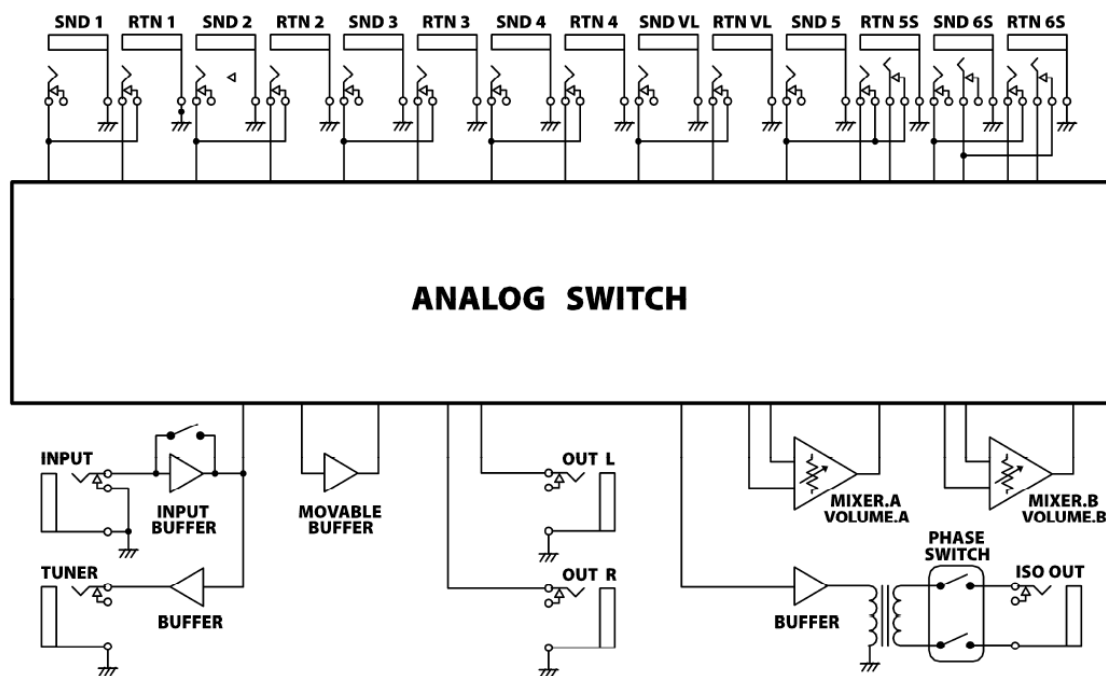 SND 1 RTN 1 SND 2 RTN 2 SND 3 RTN 3 SND 4 RTN 4 SND VL RTN VL SND 5 RTN 5S SND 6S RTN 6S
ANALOG SWITCH
INPUT
INPUT
BUFFER
MOVABLE
BUFFER
OUT L
MIXER.A
VOLUME.A
MIXER.B
VOLUME.B
TUNER
BUFFER
OUT R
BUFFER
PHASE
SWITCH
ISO OUT